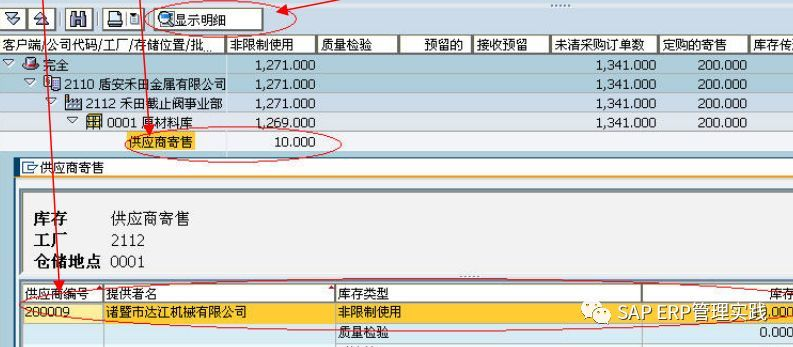 显示明细
客户端/公司代码/工厂/存储位置/批... 非限制使用 质量检验 预留的 接收预留 未清采购订单数 定购的寄售 库存传
完全 1,271.000 1,341.000 200.000
2110 盾安禾田金属有限公司 1,271.000 1,341.000 200.000
2112 禾田截止阀事业部 1,271.000 1,341.000 200.000
0001 原材料库 1,269.000 1,341.000 200.000
供应商寄售 10.000
供应商寄售
库存 供应商寄售
工厂 2112
仓储地点 0001
供应商编号 提供者名 库存类型 库存
200009 诸暨市达江机械有限公司 非限制使用
质量检验 0.000
SAP ERP管理实践